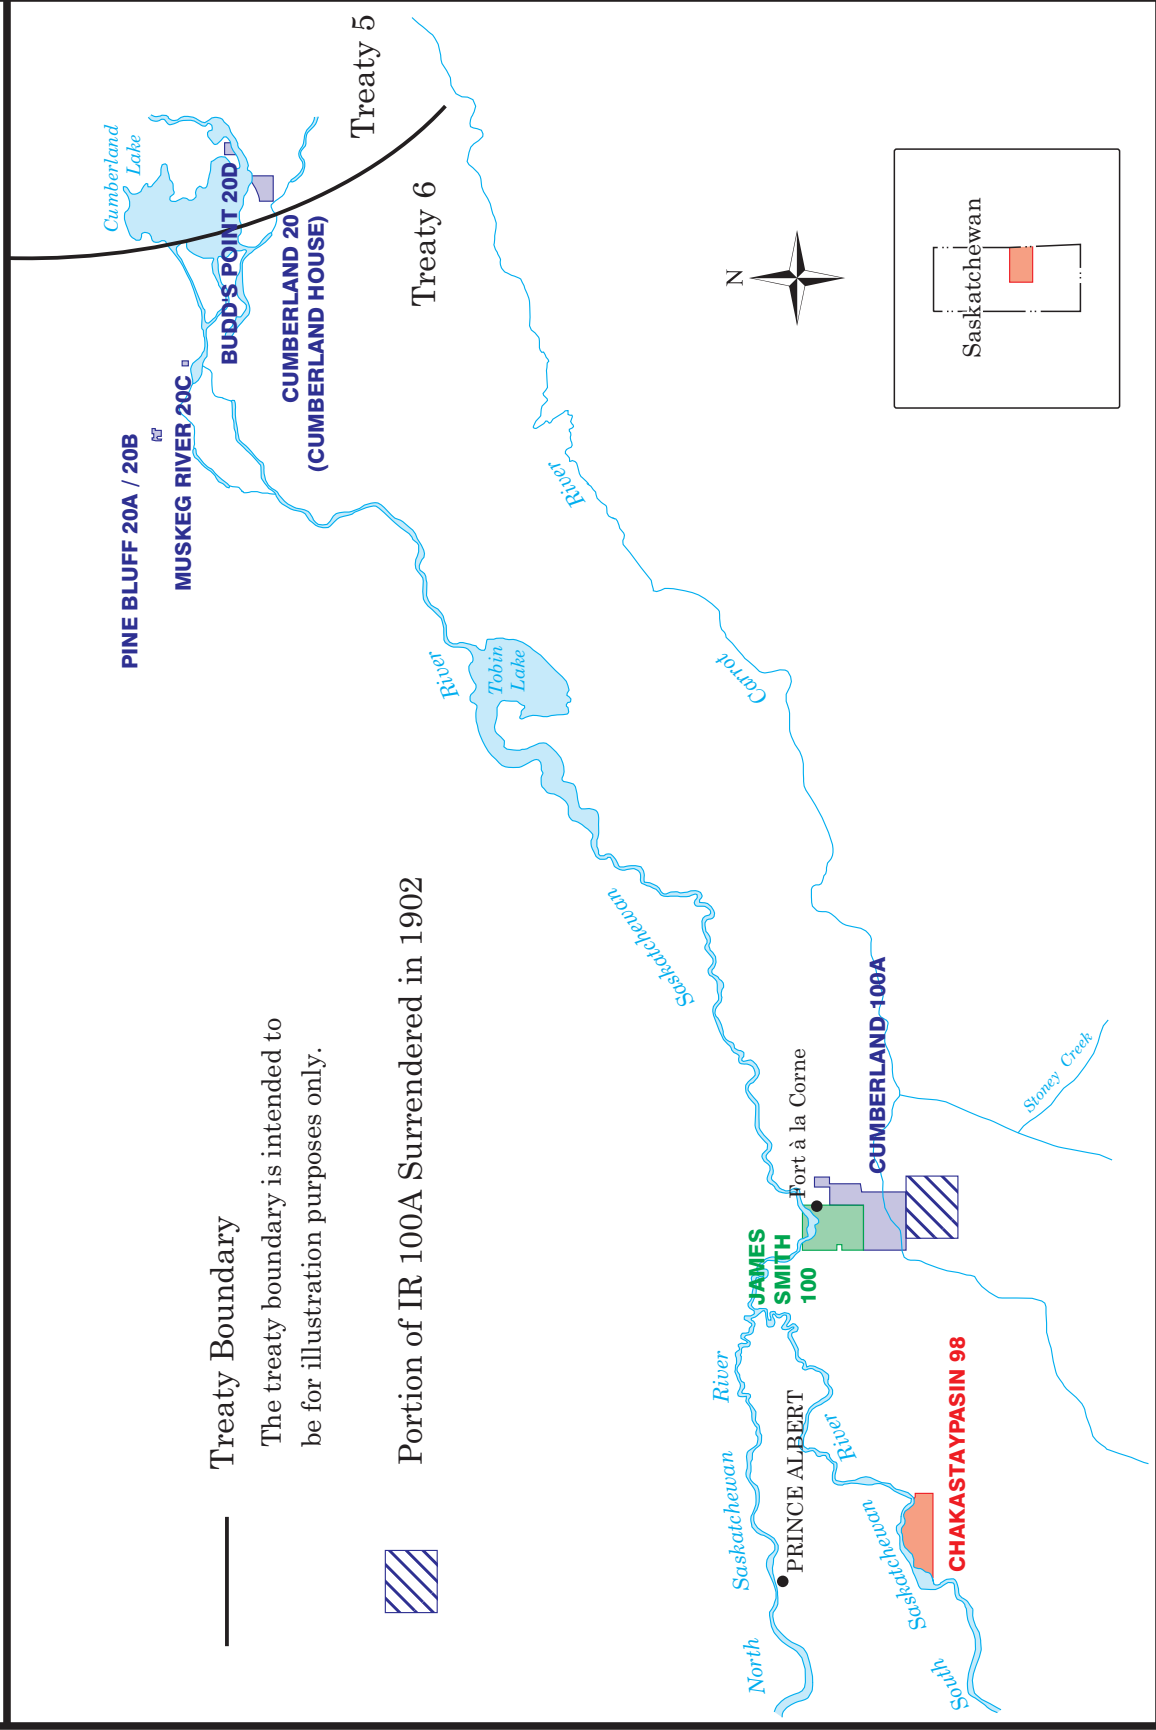 Treaty Boundary
The treaty boundary is intended to
be for illustration purposes only.
Portion of IR 100A Surrendered in 1902
Cumberland
Lake
Treaty 5
Treaty 6
PINE BLUFF 20A / 20B
MUSKEG RIVER 20C
BUDD'S POINT 20D
CUMBERLAND 20
(CUMBERLAND HOUSE)
River
Tobin
Lake
Saskatchewan
River
Carrot
N
Saskatchewan
Fort à la Corne
CUMBERLAND 100A
Stoney Creek
JAMES
SMITH
100
North
Saskatchewan
River
PRINCE ALBERT
South
Saskatchewan
River
CHAKASTAYPASIN 98